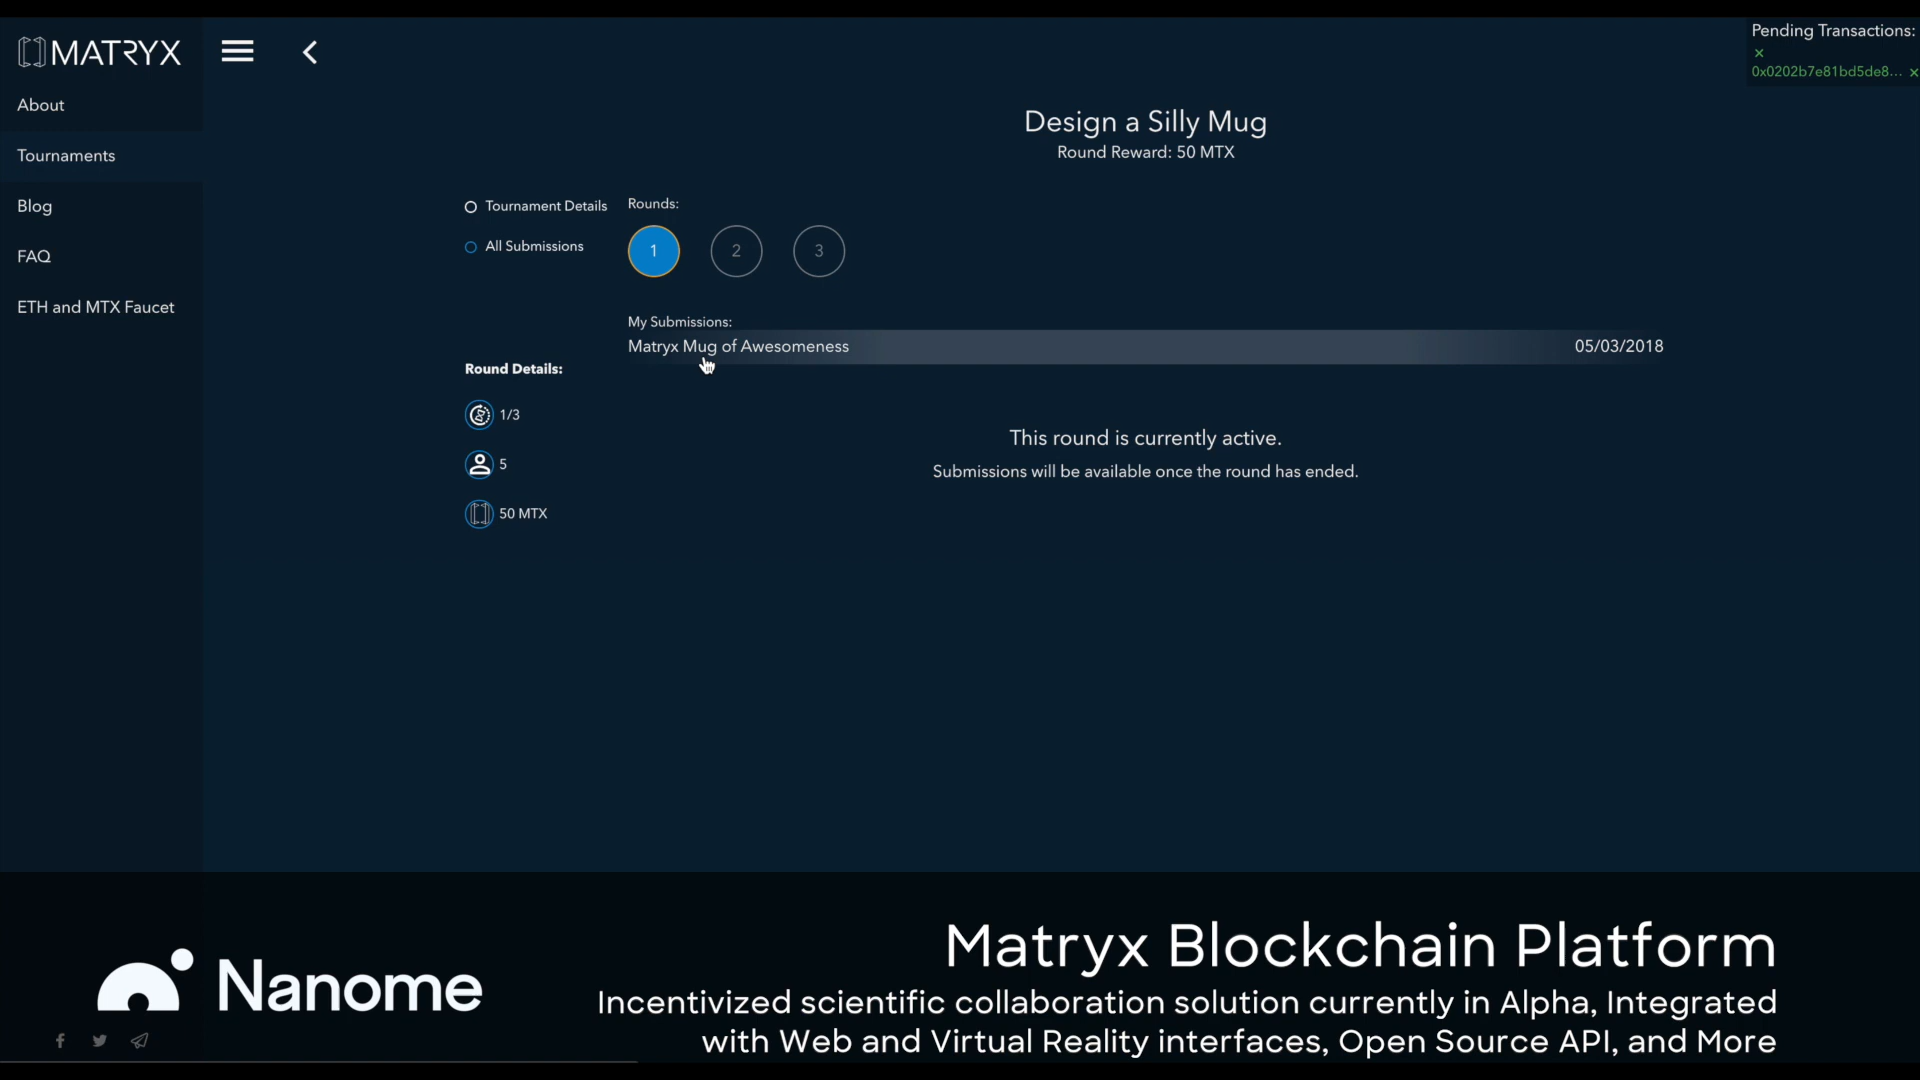 MATRYX
About
Tournaments
Blog
FAQ
ETH and MTX Faucet
Pending Transactions:
×
0x0202b7e81bd5de8... ×
Design a Silly Mug
Round Reward: 50 MTX
Tournament Details
All Submissions
Rounds:
1 2 3
My Submissions:
Matryx Mug of Awesomeness 05/03/2018
Round Details:
1/3
5
50 MTX
This round is currently active.
Submissions will be available once the round has ended.
Nanome
Matryx Blockchain Platform
Incentivized scientific collaboration solution currently in Alpha, Integrated
with Web and Virtual Reality interfaces, Open Source API, and More